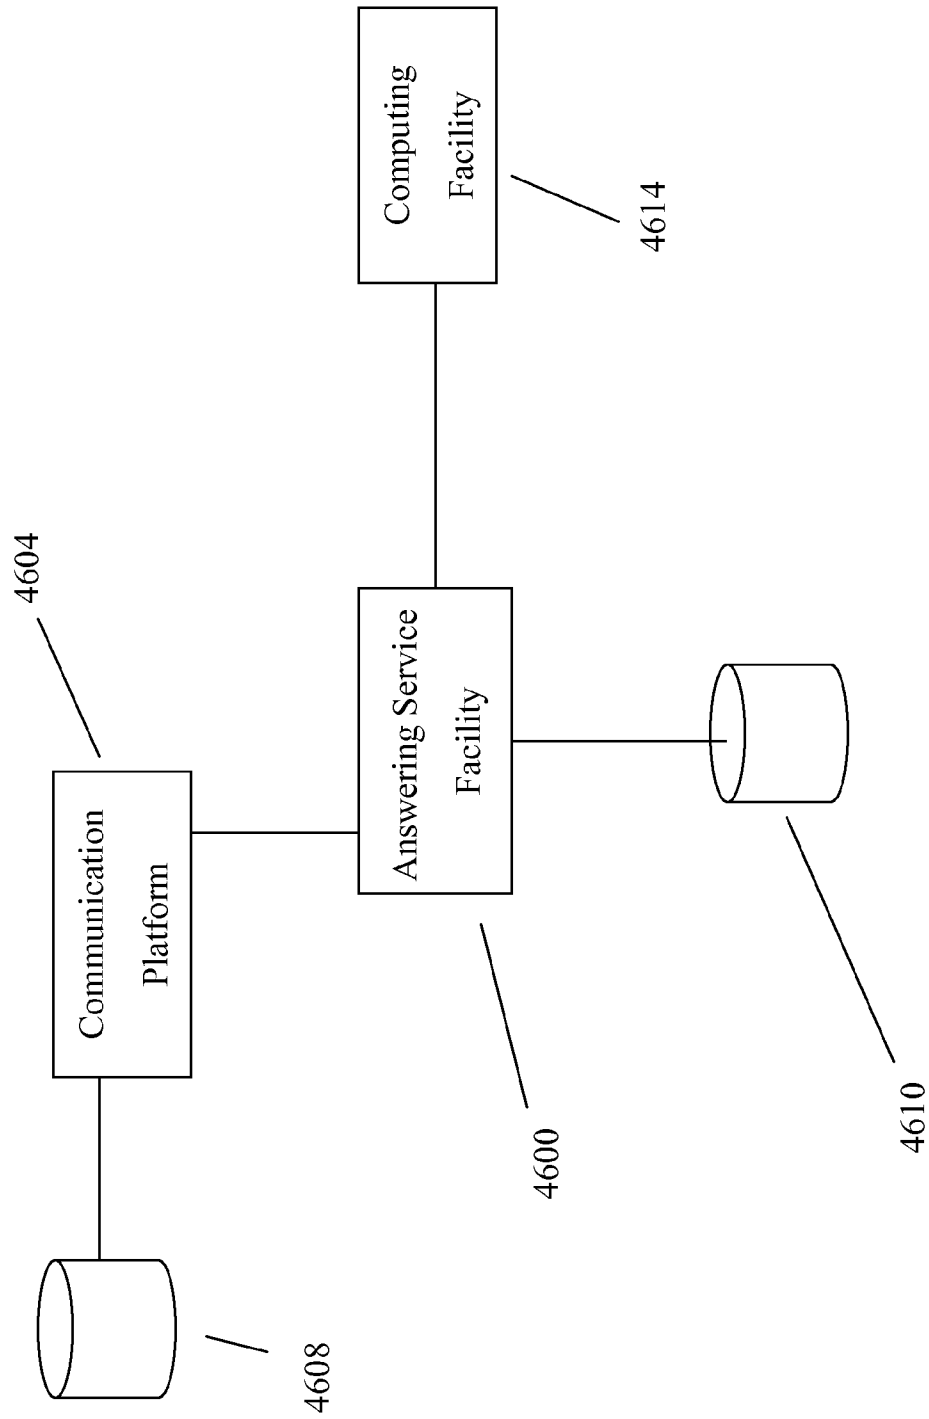 4604
Communication
Platform
4608
Answering Service
Facility
4600
4610
Computing
Facility
4614